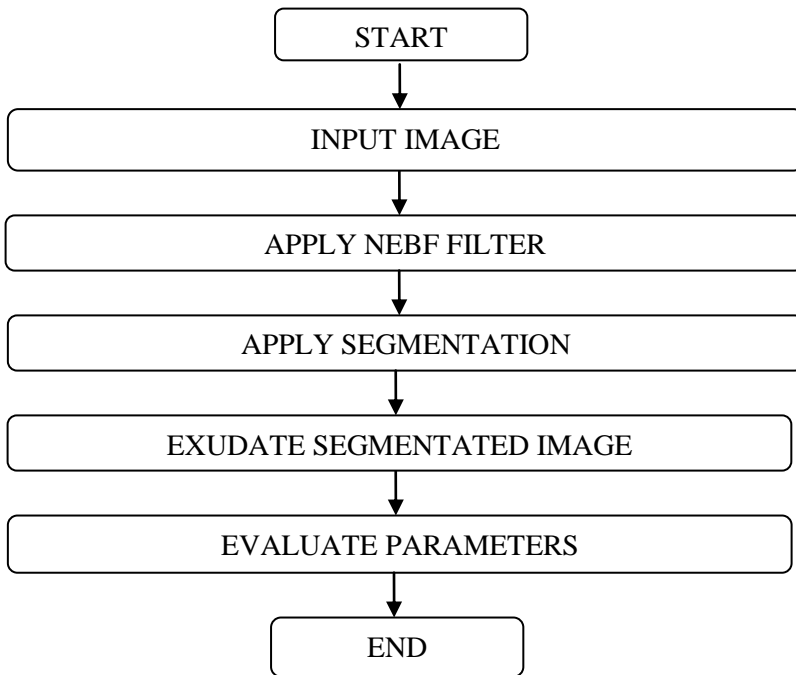 START
INPUT IMAGE
APPLY NEBF FILTER
APPLY SEGMENTATION
EXUDATE SEGMENTATED IMAGE
EVALUATE PARAMETERS
END